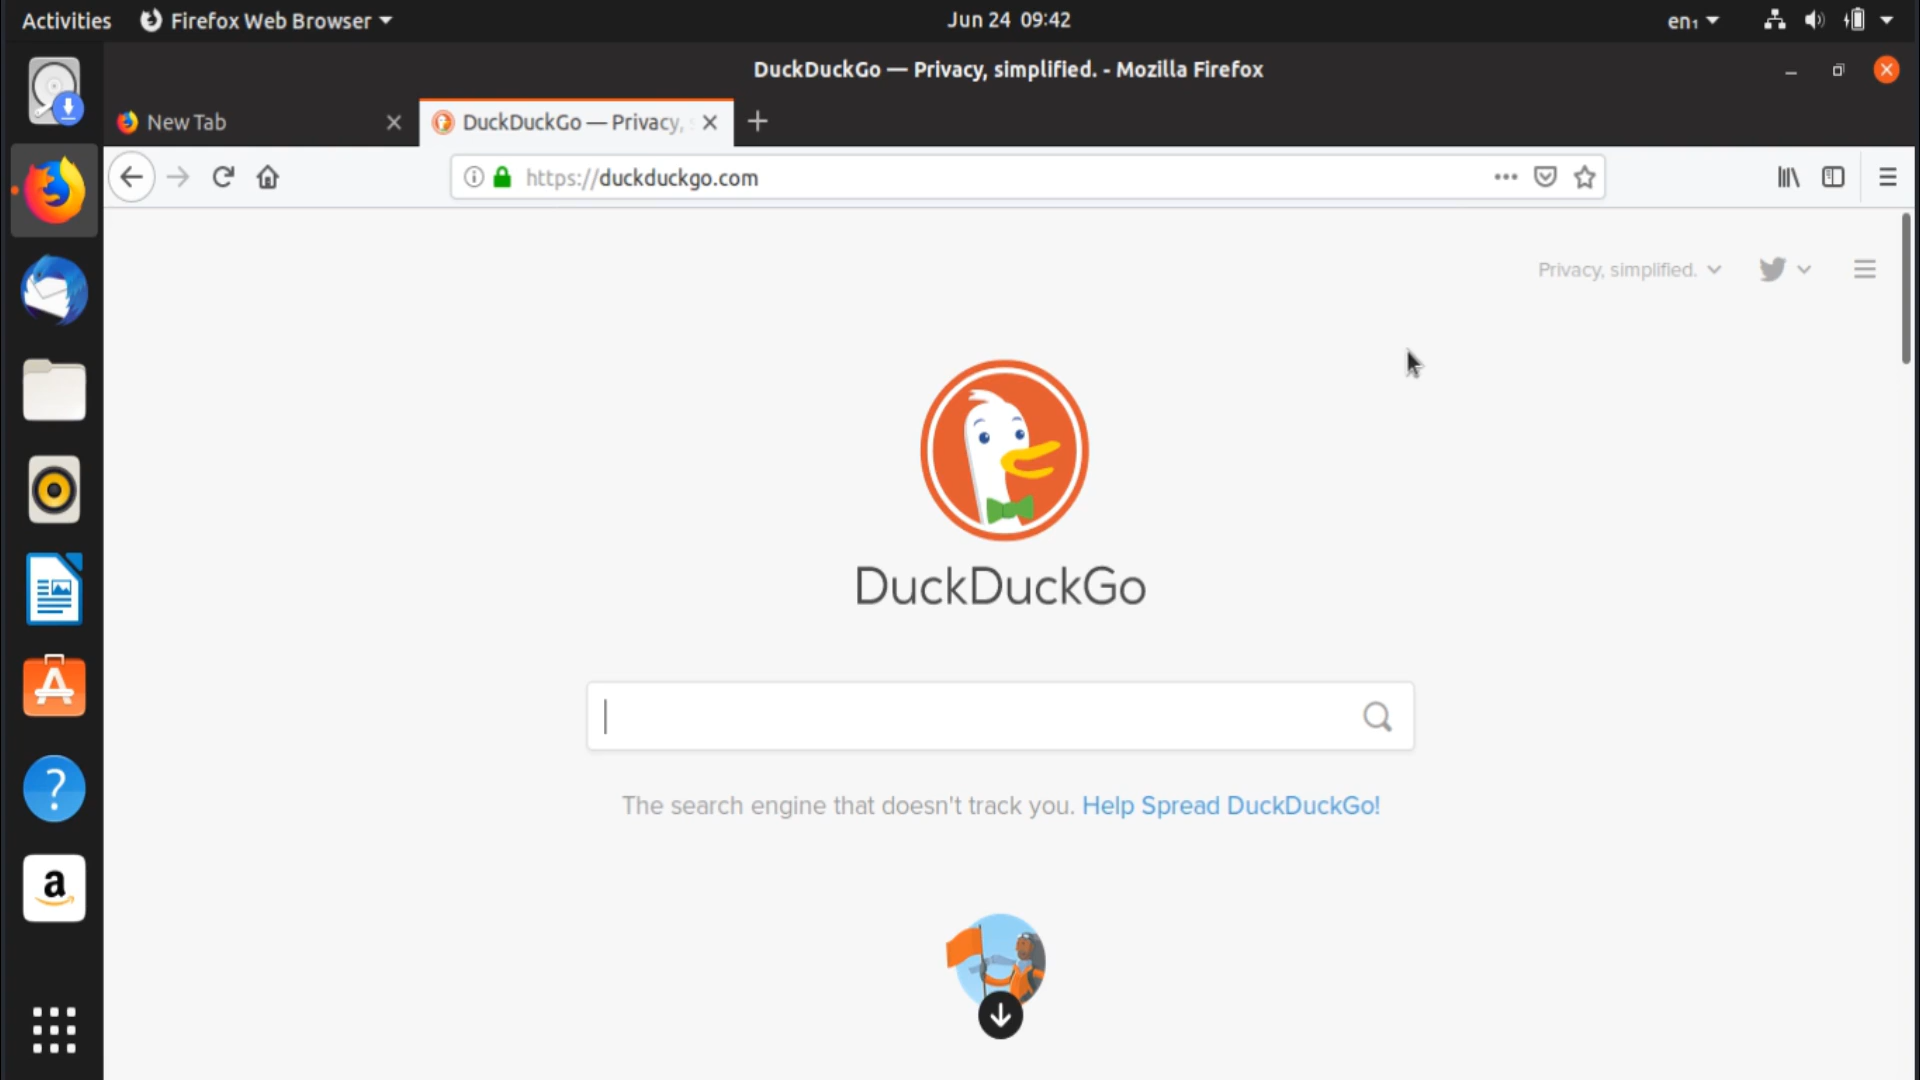 Activities Firefox Web Browser Jun 24 09:42 en₁
DuckDuckGo — Privacy, simplified. - Mozilla Firefox
New Tab DuckDuckGo — Privacy, s
https://duckduckgo.com
Privacy, simplified.
DuckDuckGo
The search engine that doesn't track you. Help Spread DuckDuckGo!